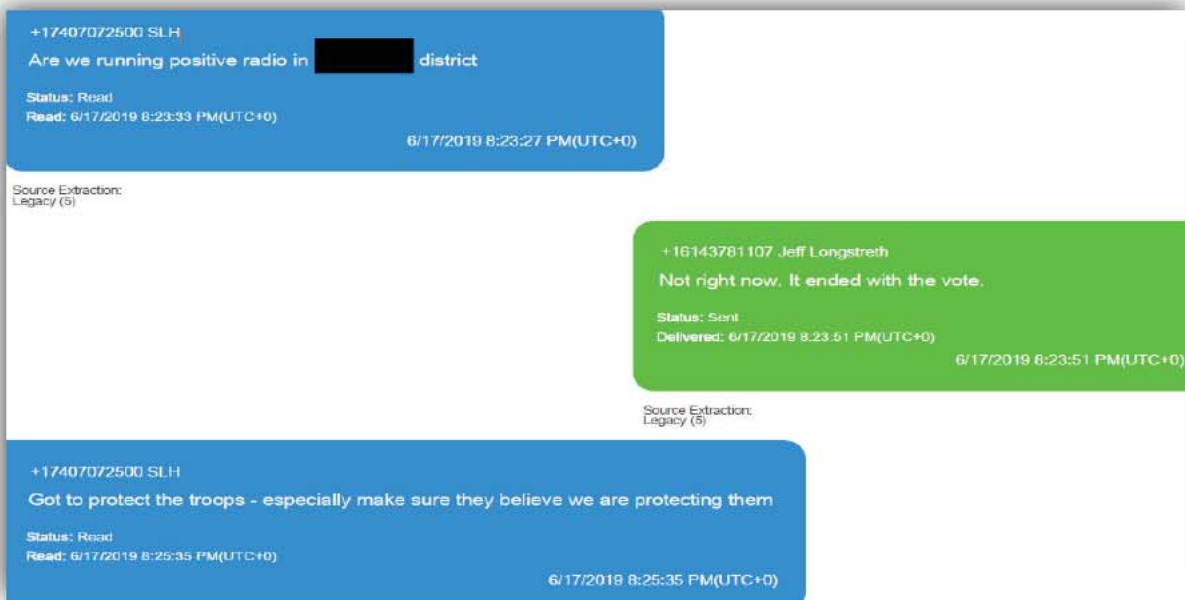 +17407072500 SLH
Are we running positive radio in district
Status: Read
Read: 6/17/2019 8:23:33 PM(UTC+0)
6/17/2019 8:23:27 PM(UTC+0)
Source Extraction:
Legacy (5)
+16143781107 Jeff Longstreth
Not right now. It ended with the vote.
Status: Sent
Delivered: 6/17/2019 8:23:51 PM(UTC+0)
6/17/2019 8:23:51 PM(UTC+0)
Source Extraction:
Legacy (5)
+17407072500 SLH
Got to protect the troops - especially make sure they believe we are protecting them
Status: Read
Read: 6/17/2019 8:25:35 PM(UTC+0)
6/17/2019 8:25:35 PM(UTC+0)